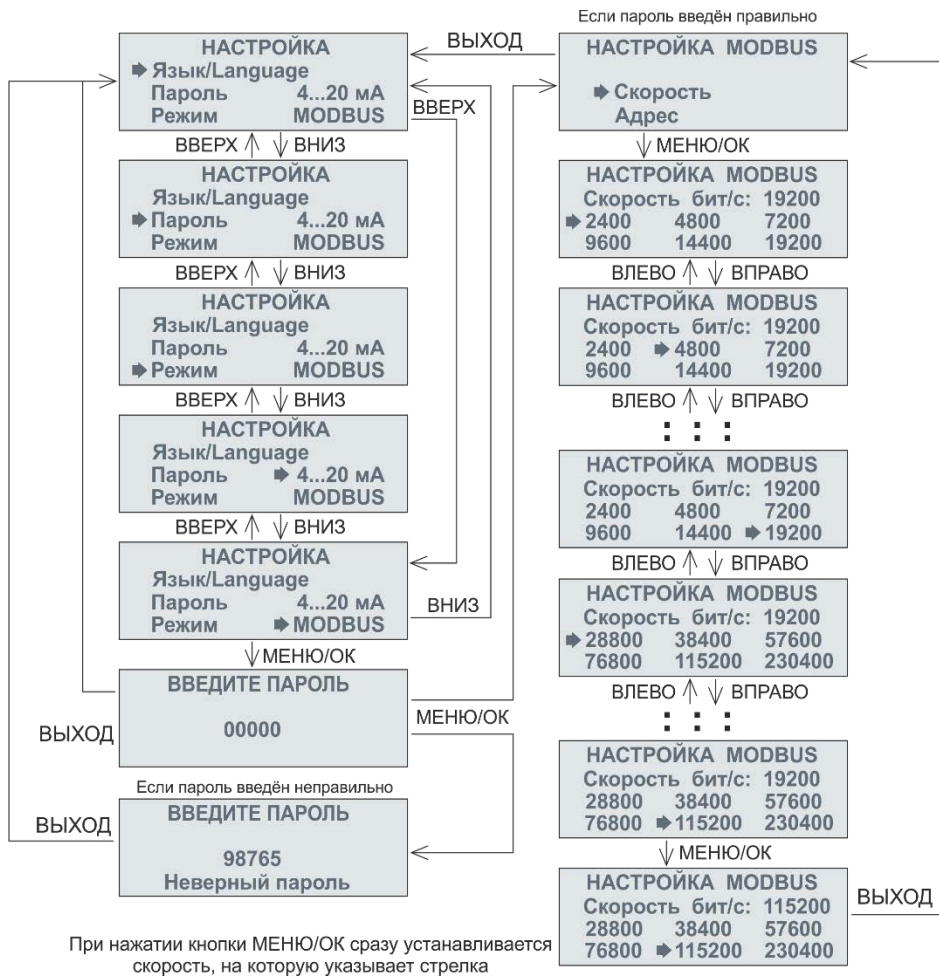 НАСТРОЙКА
Язык/Language
Пароль 4...20 мА
Режим MODBUS
ВВЕРХ ВНИЗ
НАСТРОЙКА
Язык/Language
Пароль 4...20 мА
Режим MODBUS
ВВЕРХ ВНИЗ
НАСТРОЙКА
Язык/Language
Пароль 4...20 мА
Режим MODBUS
ВВЕРХ ВНИЗ
НАСТРОЙКА
Язык/Language
Пароль 4...20 мА
Режим MODBUS
ВВЕРХ ВНИЗ
НАСТРОЙКА
Язык/Language
Пароль 4...20 мА
Режим MODBUS
ВВЕРХ
ВНИЗ
МЕНЮ/ОК
ВВЕДИТЕ ПАРОЛЬ
00000
ВЫХОД
МЕНЮ/ОК
Если пароль введён неправильно
ВВЕДИТЕ ПАРОЛЬ
98765
Неверный пароль
ВЫХОД
ВЫХОД
Если пароль введён правильно
НАСТРОЙКА MODBUS
Скорость
Адрес
МЕНЮ/ОК
НАСТРОЙКА MODBUS
Скорость бит/с: 19200
2400 4800 7200
9600 14400 19200
ВЛЕВО ВПРАВО
НАСТРОЙКА MODBUS
Скорость бит/с: 19200
2400 4800 7200
9600 14400 19200
ВЛЕВО ВПРАВО
: : :
НАСТРОЙКА MODBUS
Скорость бит/с: 19200
2400 4800 7200
9600 14400 19200
ВЛЕВО ВПРАВО
НАСТРОЙКА MODBUS
Скорость бит/с: 19200
28800 38400 57600
76800 115200 230400
ВЛЕВО ВПРАВО
: : :
НАСТРОЙКА MODBUS
Скорость бит/с: 19200
28800 38400 57600
76800 115200 230400
МЕНЮ/ОК
НАСТРОЙКА MODBUS
Скорость бит/с: 115200
28800 38400 57600
76800 115200 230400
ВЫХОД
При нажатии кнопки МЕНЮ/ОК сразу устанавливается
скорость, на которую указывает стрелка